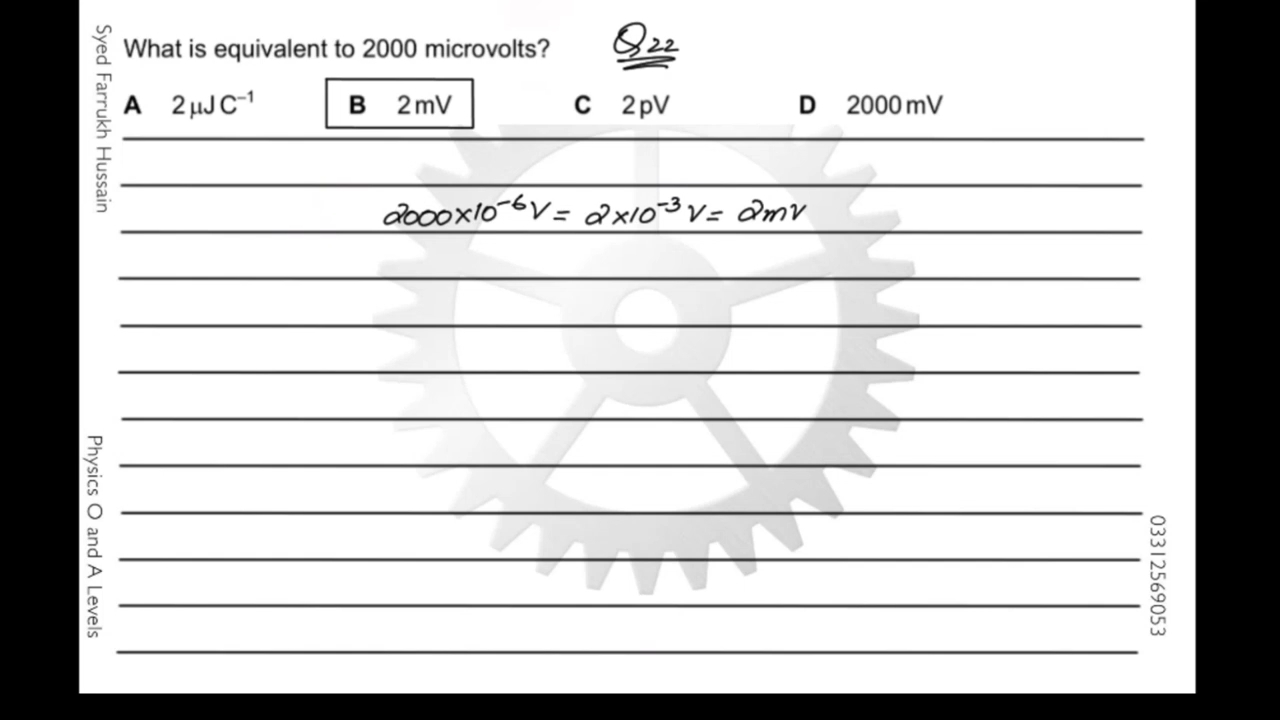 What is equivalent to 2000 microvolts? Q22
A 2 μJ C⁻¹ B 2 mV C 2 pV D 2000 mV
2000×10⁻⁶V = 2×10⁻³ V = 2mV
Syed Farrukh Hussain
Physics O and A Levels
03312569053